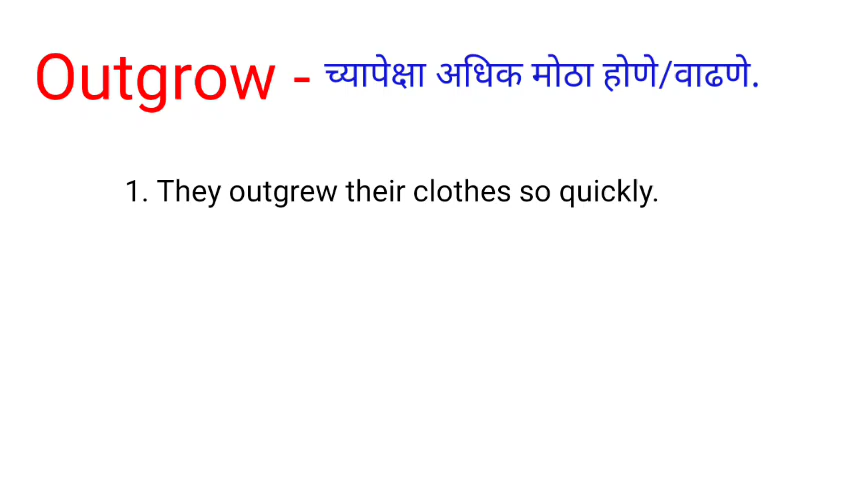 Outgrow - च्यापेक्षा अधिक मोठा होणे/वाढणे.
1. They outgrew their clothes so quickly.